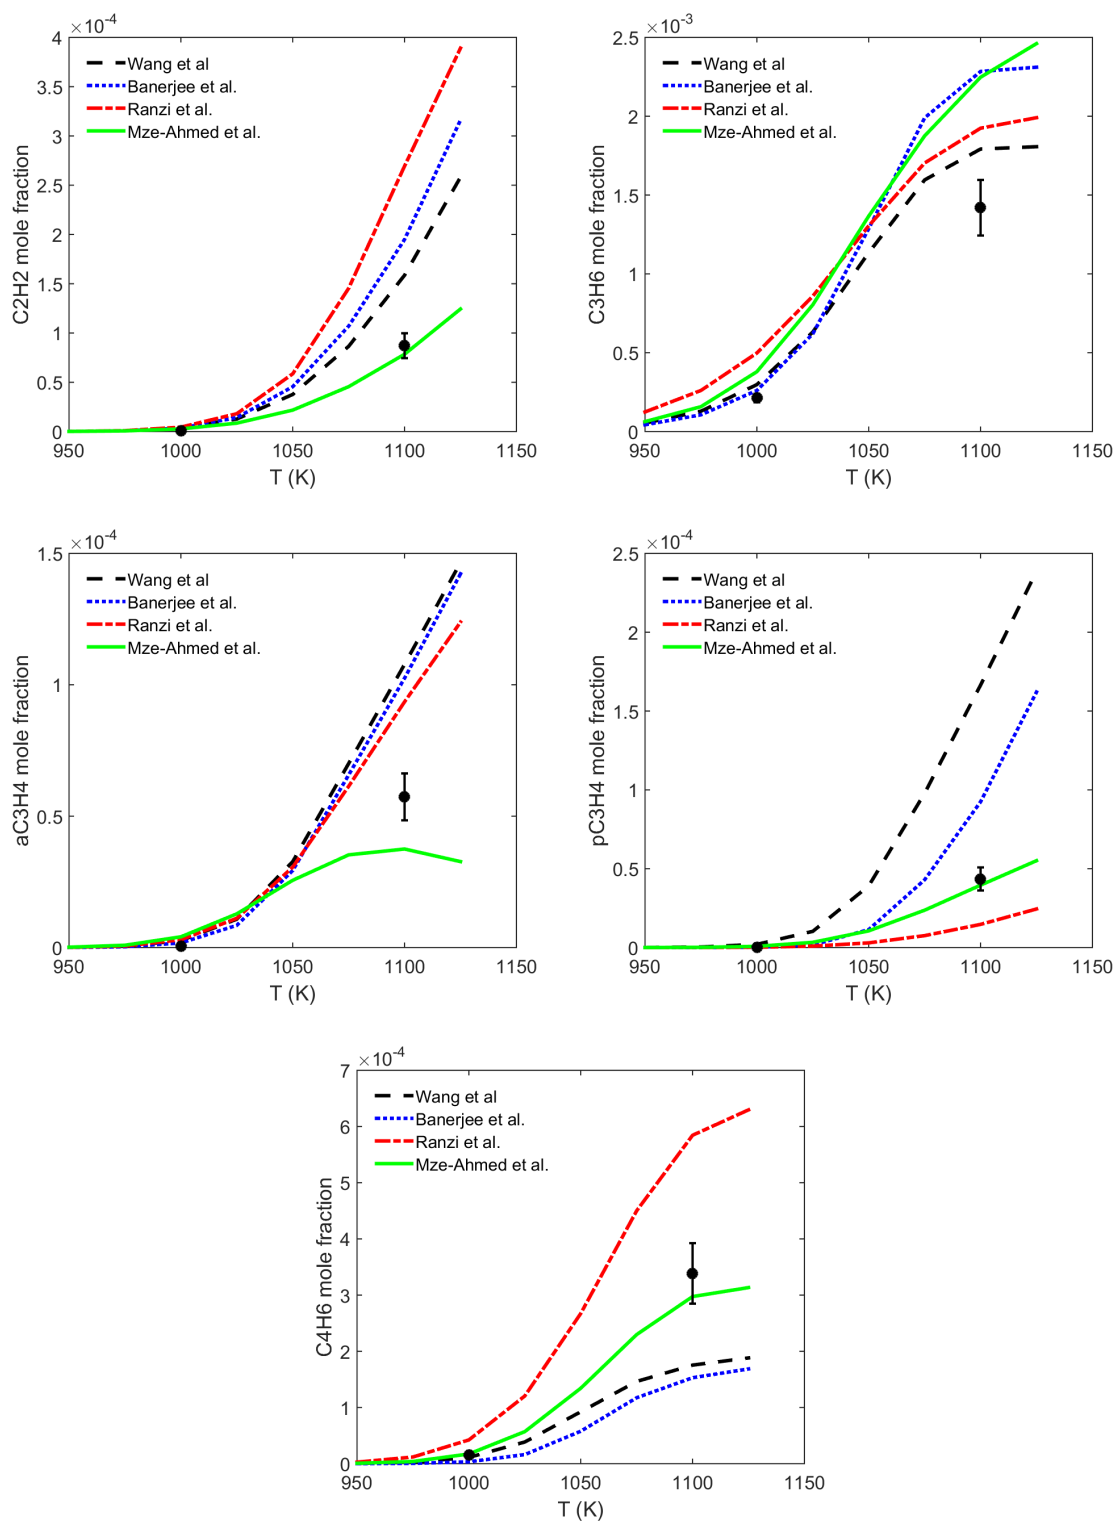 ×10⁻⁴
4
3.5
3
2.5
2
1.5
1
0.5
0
C2H2 mole fraction
Wang et al
Banerjee et al.
Ranzi et al.
Mze-Ahmed et al.
950 1000 1050 1100 1150
T (K)
×10⁻³
2.5
2
1.5
1
0.5
0
C3H6 mole fraction
Wang et al
Banerjee et al.
Ranzi et al.
Mze-Ahmed et al.
950 1000 1050 1100 1150
T (K)
×10⁻⁴
1.5
1
0.5
0
aC3H4 mole fraction
Wang et al
Banerjee et al.
Ranzi et al.
Mze-Ahmed et al.
950 1000 1050 1100 1150
T (K)
×10⁻⁴
2.5
2
1.5
1
0.5
0
pC3H4 mole fraction
Wang et al
Banerjee et al.
Ranzi et al.
Mze-Ahmed et al.
950 1000 1050 1100 1150
T (K)
×10⁻⁴
7
6
5
4
3
2
1
0
C4H6 mole fraction
Wang et al
Banerjee et al.
Ranzi et al.
Mze-Ahmed et al.
950 1000 1050 1100 1150
T (K)